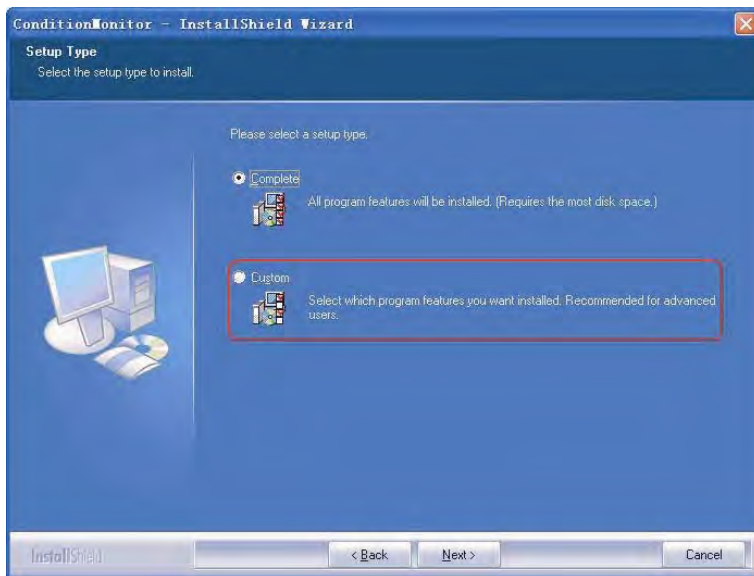 ConditionMonitor - InstallShield Wizard
Setup Type
Select the setup type to install.
Please select a setup type.
Complete
All program features will be installed. (Requires the most disk space.)
Custom
Select which program features you want installed. Recommended for advanced
users.
InstallShield
< Back
Next >
Cancel